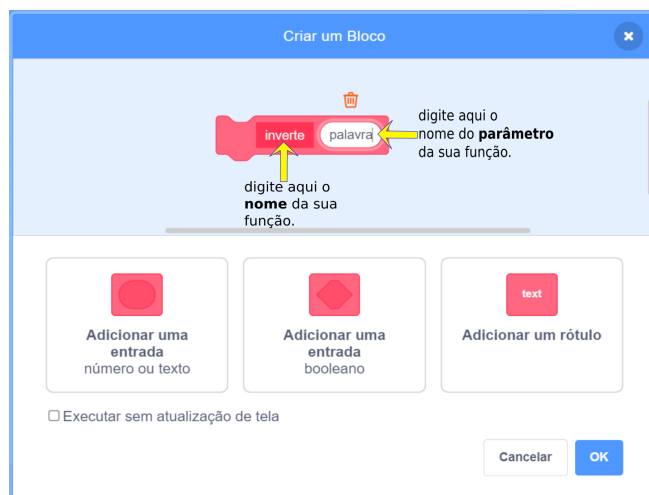 Criar um Bloco
digite aqui o
nome do parâmetro
da sua função.
inverte
palavra
digite aqui o
nome da sua
função.
text
Adicionar uma
entrada
número ou texto
Adicionar uma
entrada
booleano
Adicionar um rótulo
Executar sem atualização de tela
Cancelar
OK